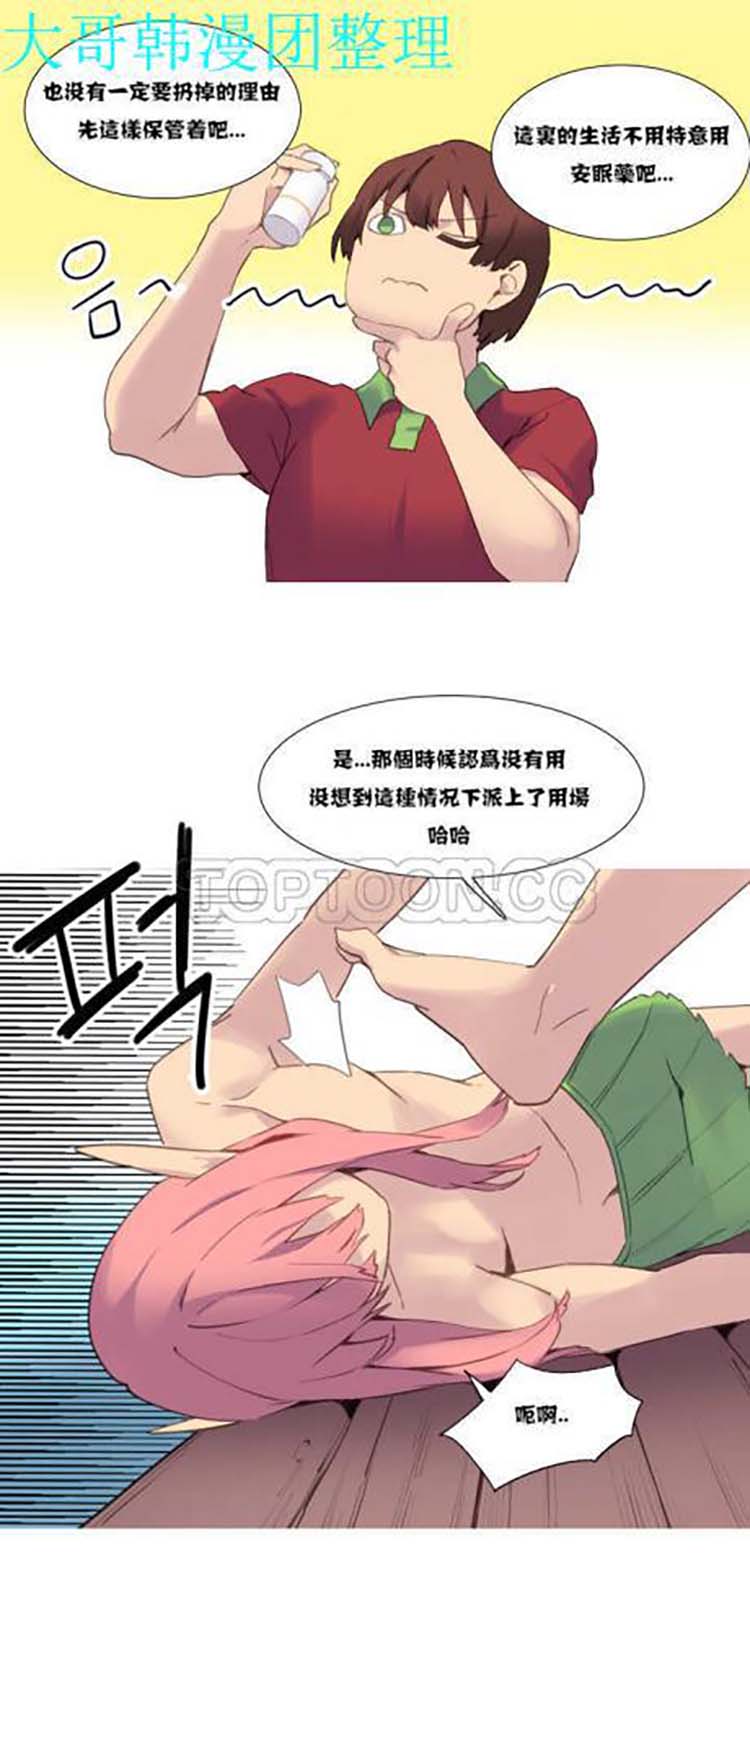 大哥韩漫团整理
也没有一定要扔掉的理由
先這樣保管着吧...
這裏的生活不用特意用
安眠藥吧...
음
是...那個時候認爲没有用
没想到這種情况下派上了用場
哈哈
TOPTOON.CC
퍽
呃啊..
TOPTOON.CC